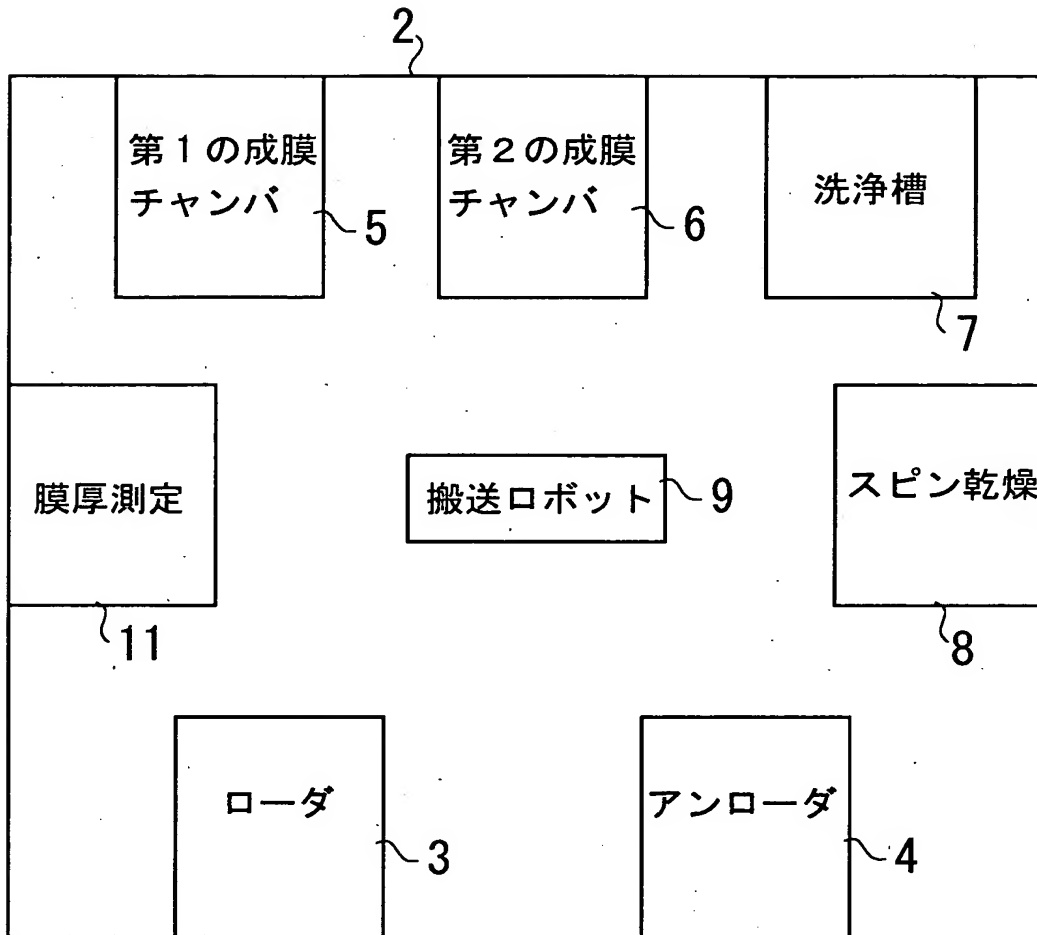 2
第1の成膜
チャンバ
5
第2の成膜
チャンバ
6
洗浄槽
7
膜厚測定
11
搬送ロボット
9
スピン乾燥
8
ローダ
3
アンローダ
4